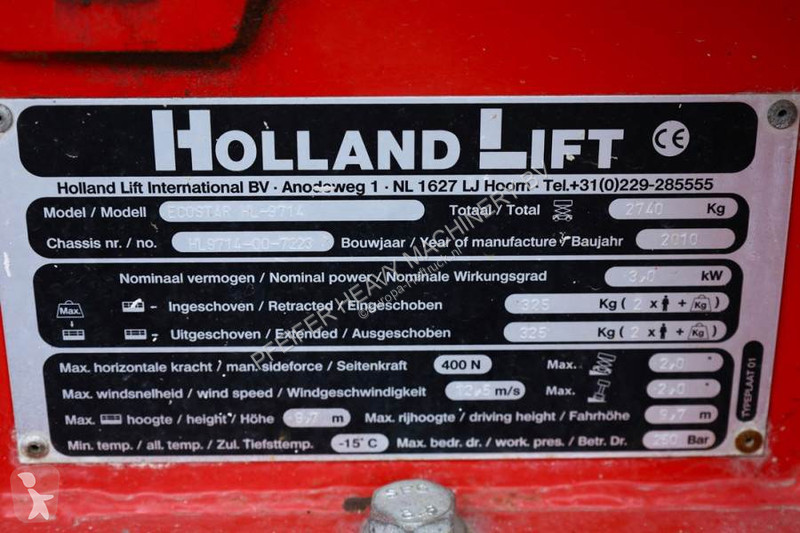 HOLLAND LIFT CE
Holland Lift International BV · Anodeweg 1 · NL 1627 LJ Hoorn · Tel.+31(0)229-285555
Model / Modell ECOSTAR HL-9714 Totaal / Total 2740 Kg
Chassis nr. / no. Bouwjaar / Year of manufacture / Baujahr 2010
Nominaal vermogen / Nominal power / Nominale Wirkungsgrad 3,0 kW
Max. Ingeschoven / Retracted / Eingeschoben 325 Kg ( 2 x + Kg )
Uitgeschoven / Extended / Ausgeschoben 325 Kg ( 2 x + Kg )
Max. horizontale kracht / man. sideforce / Seitenkraft 400 N Max. 2,0
Max. windsnelheid / wind speed / Windgeschwindigkeit 12,5 m/s Max. 2,0
Max. hoogte / height / Höhe 9,7 m Max. rijhoogte / driving height / Fahrhöhe 9,7 m
Min. temp. / all. temp. / Zul. Tiefsttemp. -15° C Max. bedr. dr. / work. pres. / Betr. Dr. Bar
TYPEPLAAT 01
PFEIFER HEAVY MACHINERY BV
© Europa-Hoflnick.nl